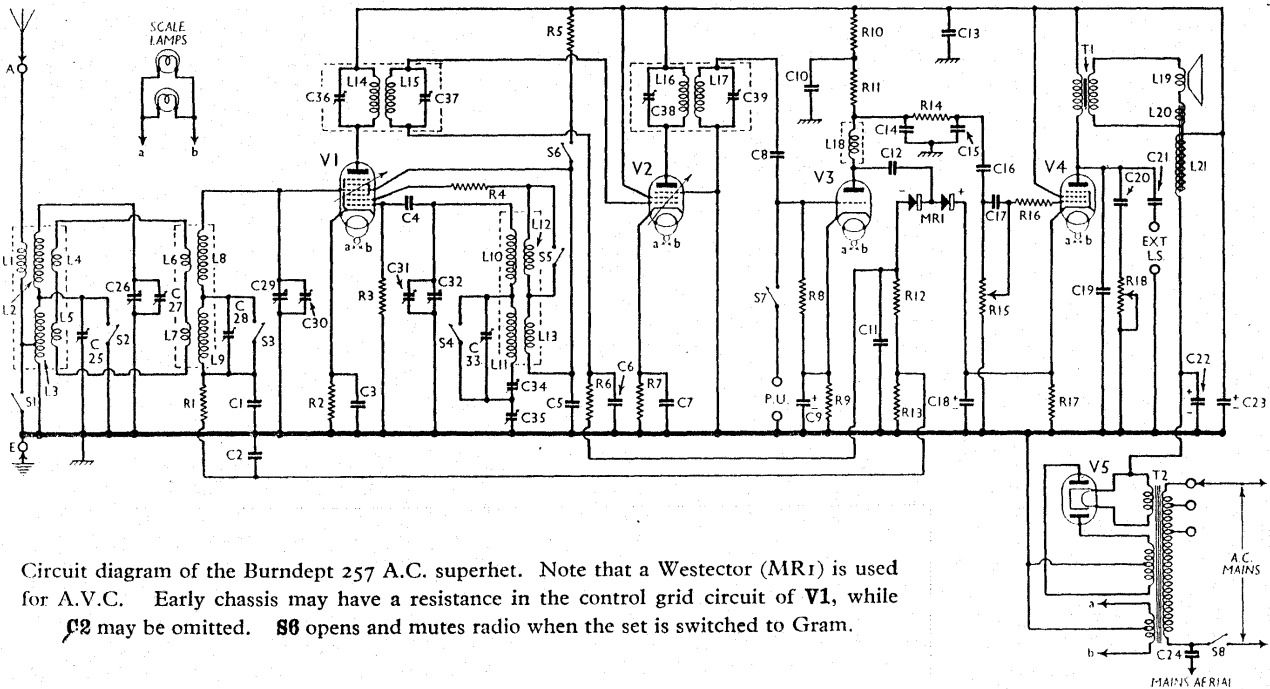 SCALE
LAMPS
a b
A
R5
R10
C13
T1
L19
L20
L21
L14 L15
C36 C37
L16 L17
C38 C39
C10
R11
R14
C14
C15
L18
C12
C8
C16
V1
S6
R4
V2
V3
V4
C20
C21
MR1
C17
R16
EXT
L.S.
a b
a b
a b
a b
C4
L12
L10
S5
L1
L4
L6
L8
L2
L5
C26
C
27
L7
L9
C
28
S3
C29
C30
R3
C31
C32
S4
C
33
L11
L13
S7
R8
C11
R12
R15
C19
R18
C
25
S2
L3
S1
R1
C1
R2
C3
C34
C35
C5
R6
C6
R7
C7
P.U.
C9
+
-
R9
R13
C18
+
-
R17
C22
+
-
C23
+
-
E
C2
V5
T2
A.C.
MAINS
a
b
C24
S8
MAINS AERIAL
Circuit diagram of the Burndept 257 A.C. superhet. Note that a Westector (MR1) is used
for A.V.C. Early chassis may have a resistance in the control grid circuit of V1, while
C2 may be omitted. S6 opens and mutes radio when the set is switched to Gram.